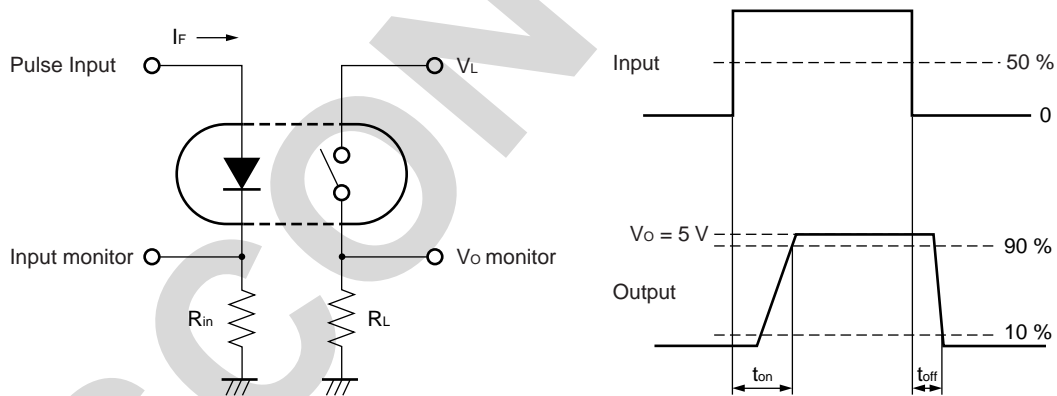 IF
Pulse Input
VL
Input monitor
VO monitor
Rin
RL
Input
50 %
0
VO = 5 V
90 %
Output
10 %
ton
toff